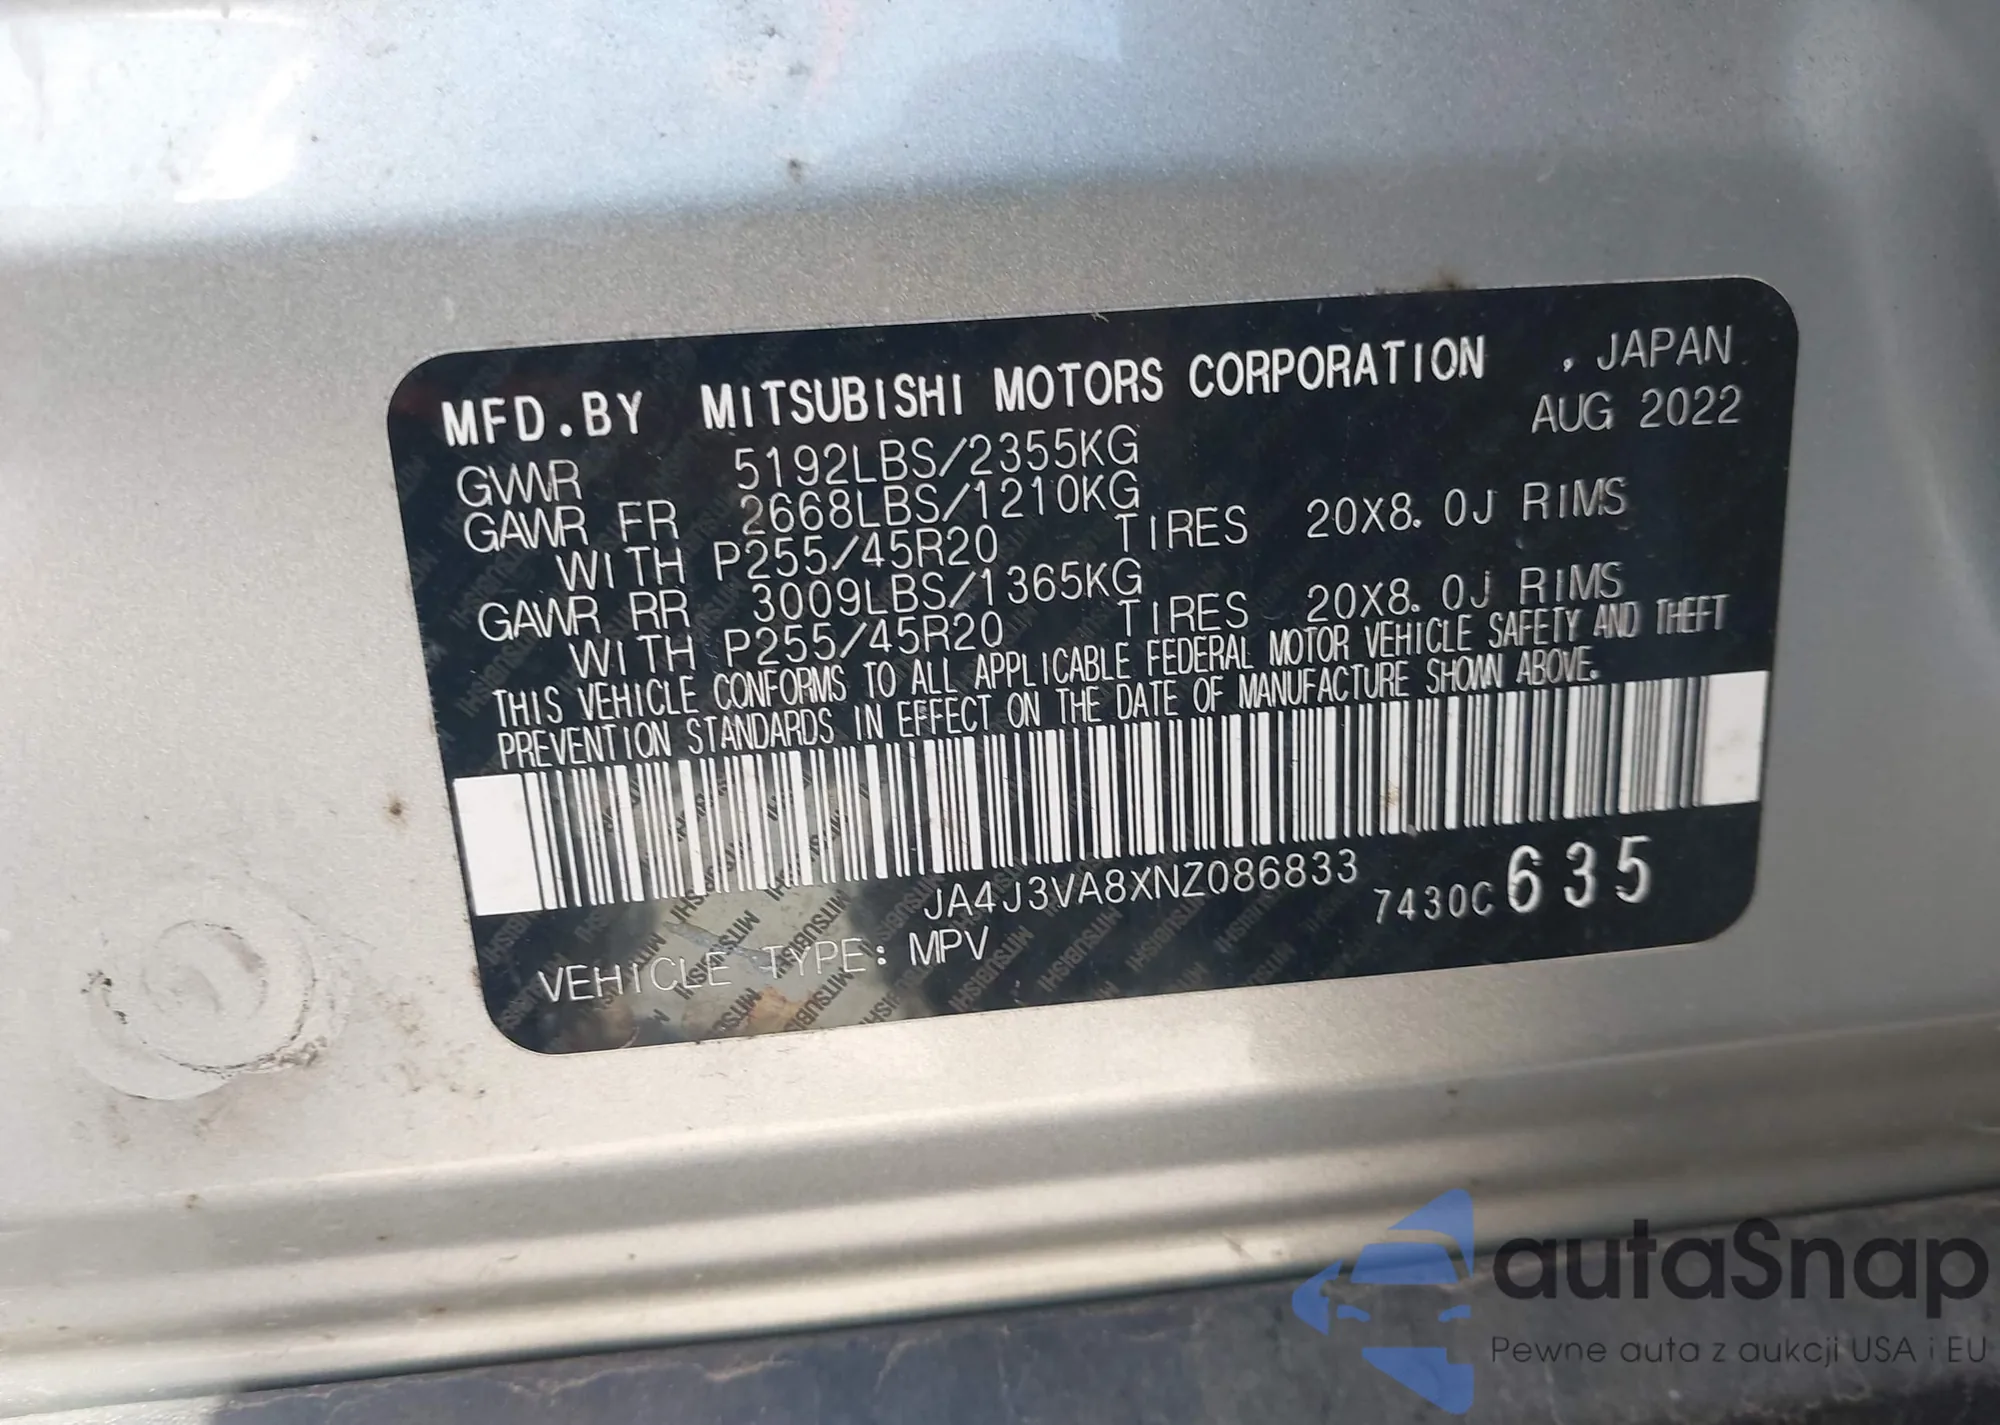 MFD.BY MITSUBISHI MOTORS CORPORATION , JAPAN
AUG 2022
GVWR 5192LBS/2355KG
GAWR FR 2668LBS/1210KG
WITH P255/45R20 TIRES 20X8.0J RIMS
GAWR RR 3009LBS/1365KG
WITH P255/45R20 TIRES 20X8.0J RIMS
THIS VEHICLE CONFORMS TO ALL APPLICABLE FEDERAL MOTOR VEHICLE SAFETY AND THEFT
PREVENTION STANDARDS IN EFFECT ON THE DATE OF MANUFACTURE SHOWN ABOVE.
JA4J3VA8XNZ086833
7430C 635
VEHICLE TYPE: MPV
autaSnap
Pewne auta z aukcji USA i EU